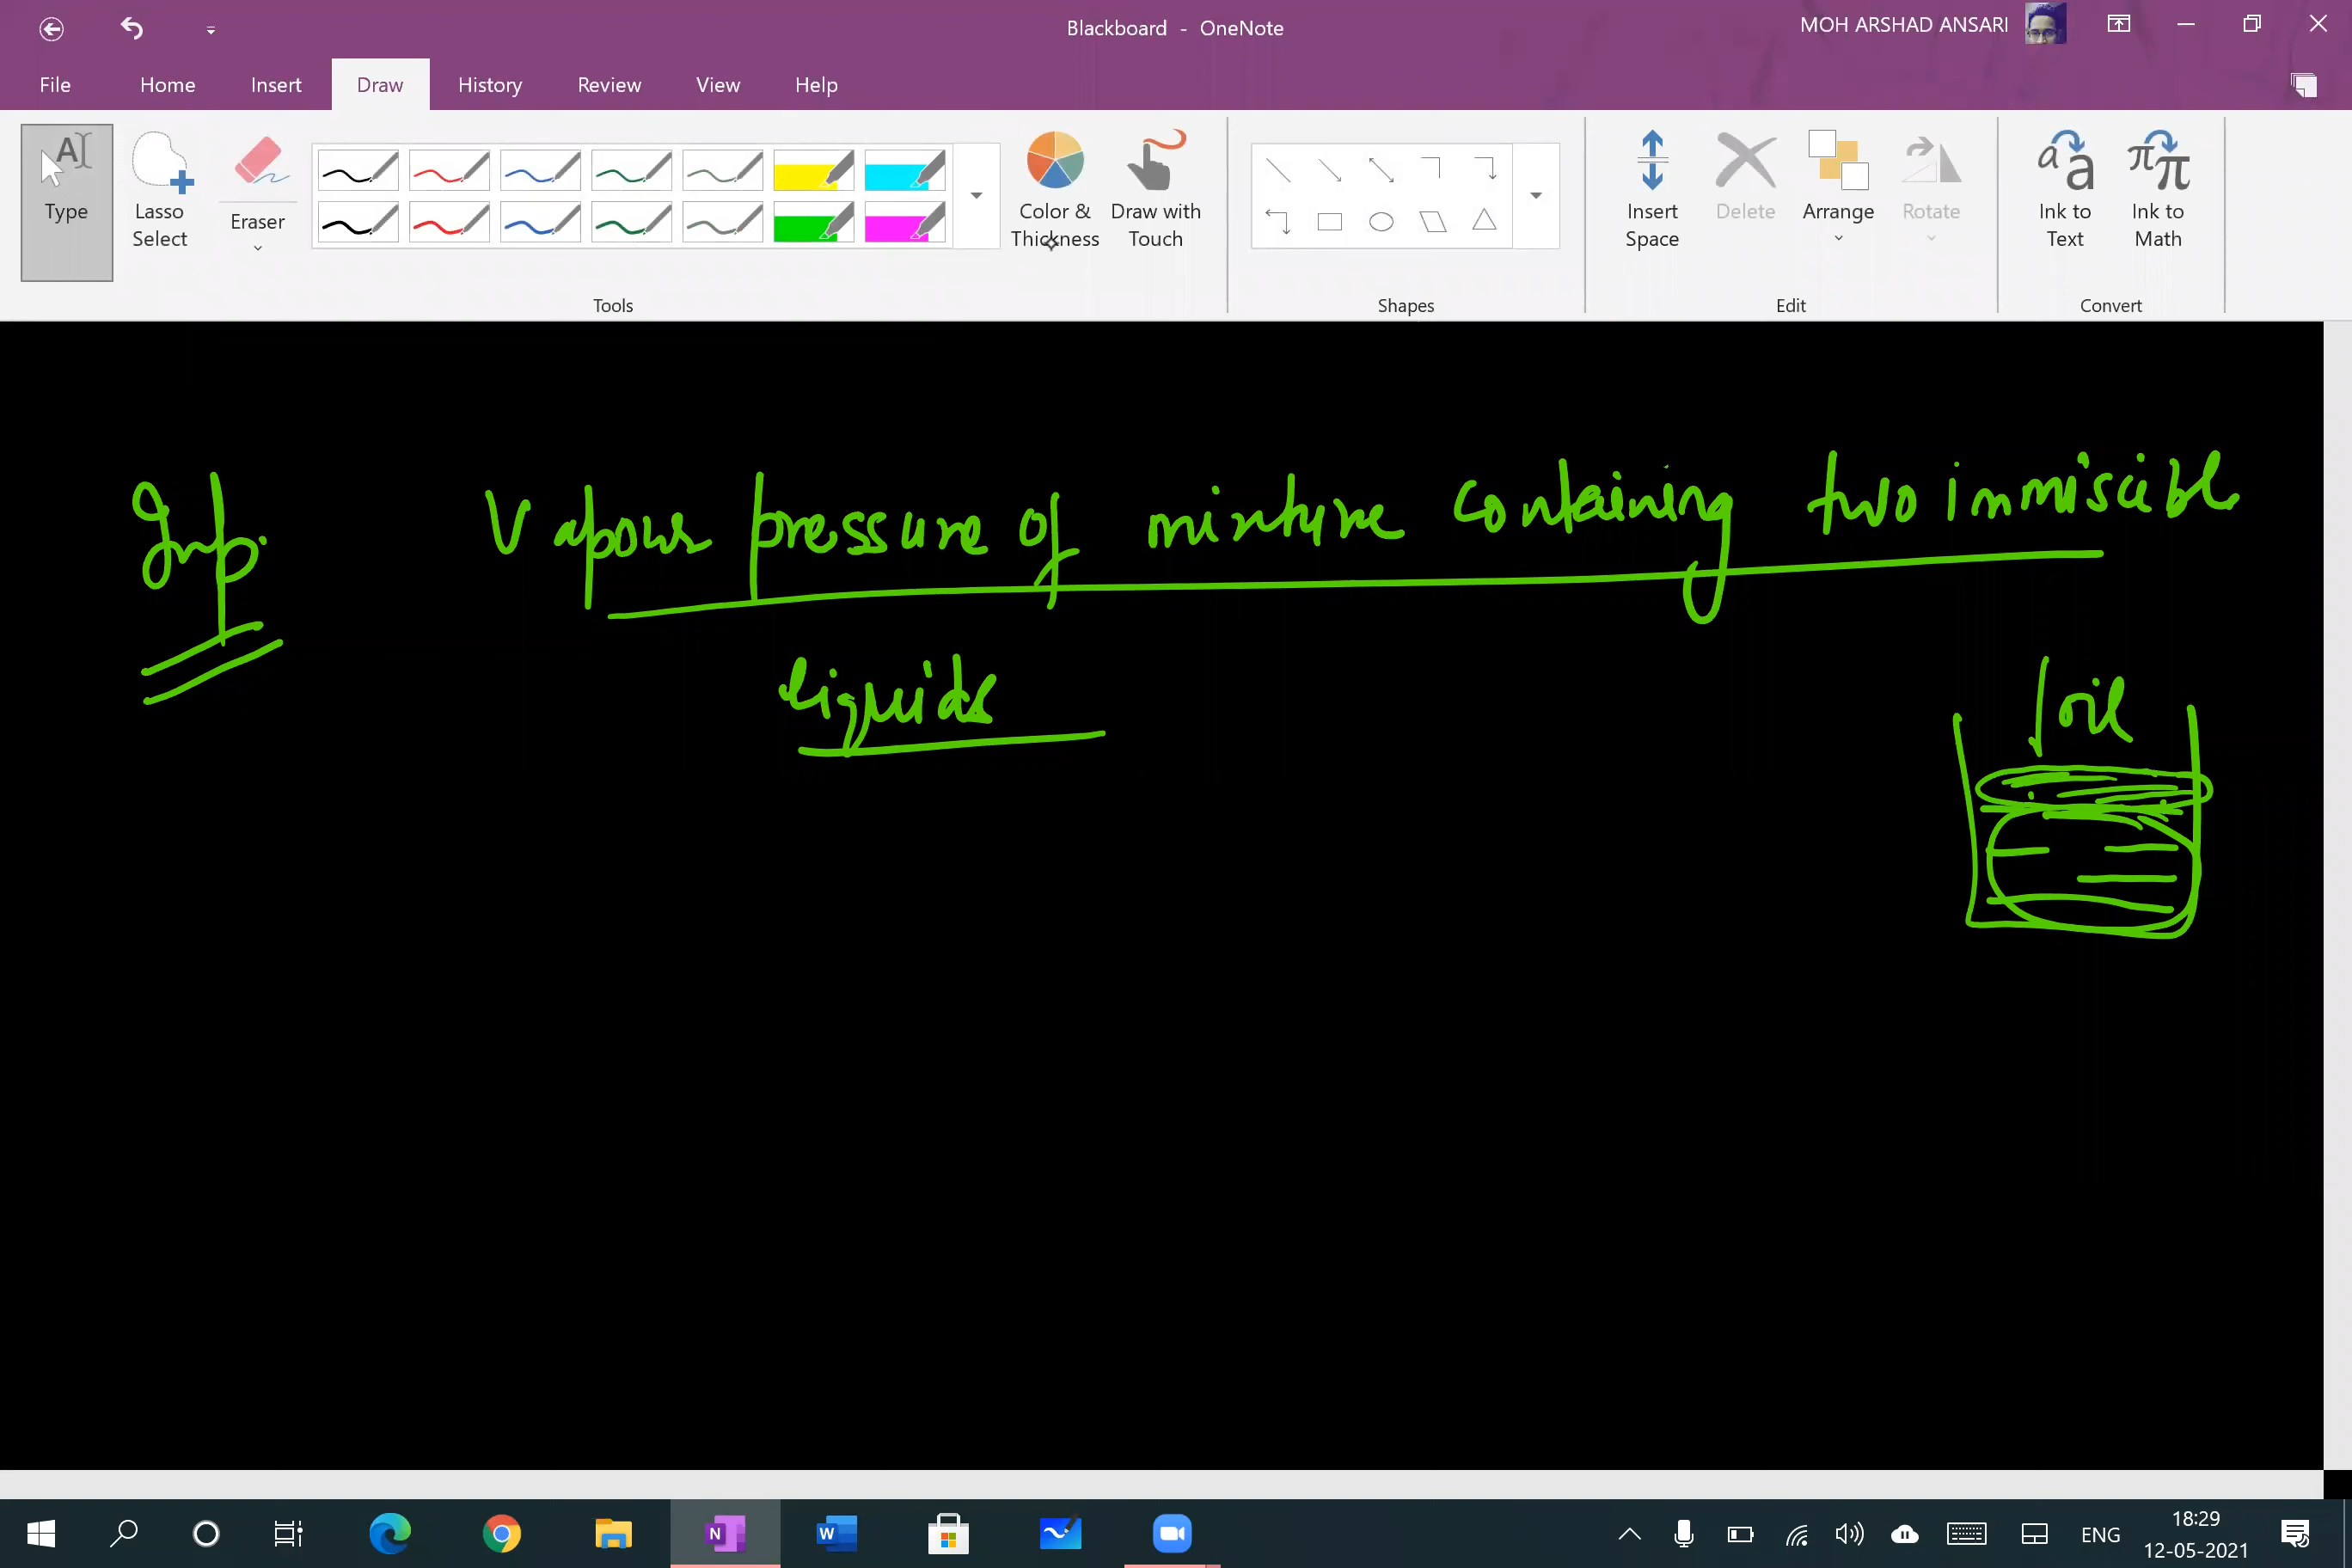 Blackboard - OneNote
MOH ARSHAD ANSARI
File Home Insert Draw History Review View Help
Type
Lasso Select
Eraser
Color & Thickness
Draw with Touch
Insert Space
Delete
Arrange
Rotate
Ink to Text
Ink to Math
Tools
Shapes
Edit
Convert
Imp. Vapour pressure of mixture containing two immiscible
liquids
oil
ENG
18:29
12-05-2021